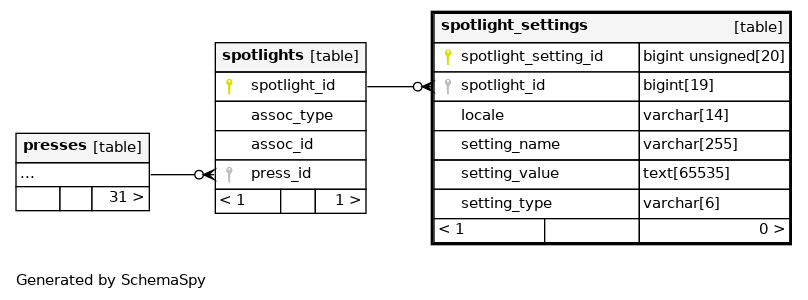 presses [table]
...
31 >
spotlights [table]
spotlight_id
assoc_type
assoc_id
press_id
< 1 1 >
spotlight_settings [table]
spotlight_setting_id bigint unsigned[20]
spotlight_id bigint[19]
locale varchar[14]
setting_name varchar[255]
setting_value text[65535]
setting_type varchar[6]
< 1 0 >
Generated by SchemaSpy